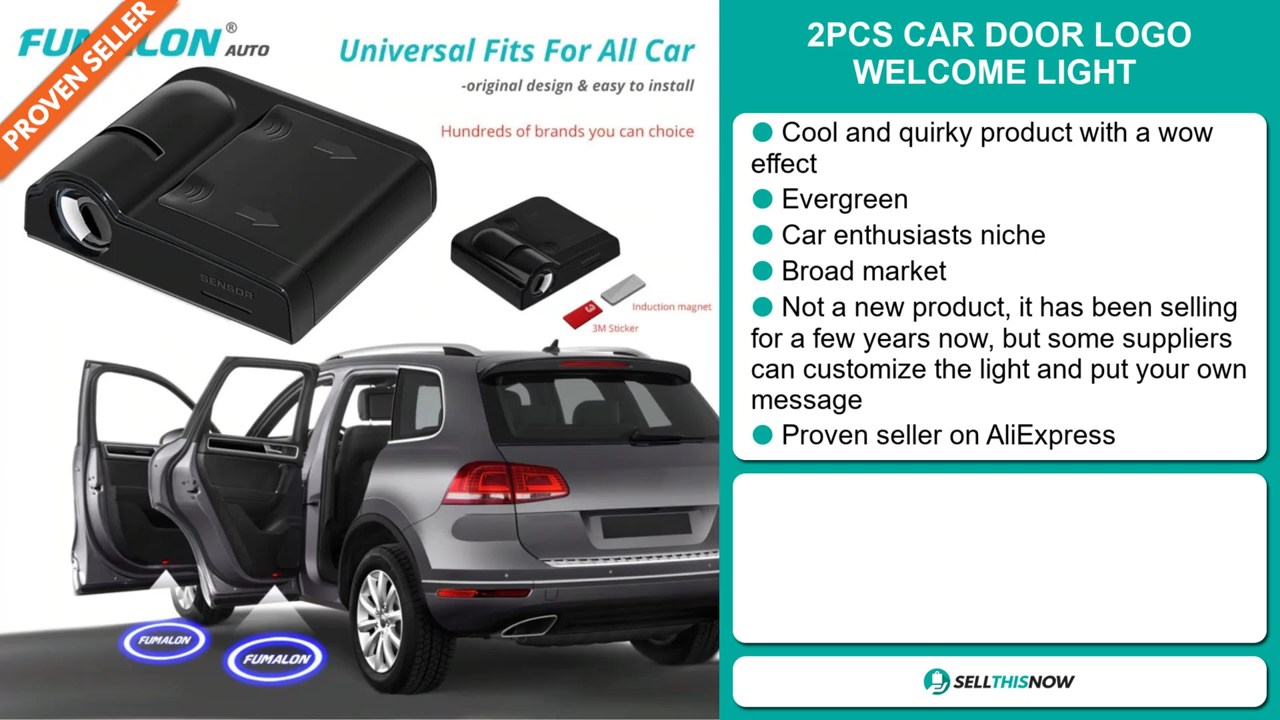 FUMALON® AUTO
PROVEN SELLER
Universal Fits For All Car
-original design & easy to install
Hundreds of brands you can choice
SENSOR
Induction magnet
3M Sticker
FUMALON
FUMALON
2PCS CAR DOOR LOGO
WELCOME LIGHT
● Cool and quirky product with a wow
effect
● Evergreen
● Car enthusiasts niche
● Broad market
● Not a new product, it has been selling
for a few years now, but some suppliers
can customize the light and put your own
message
● Proven seller on AliExpress
SELLTHISNOW